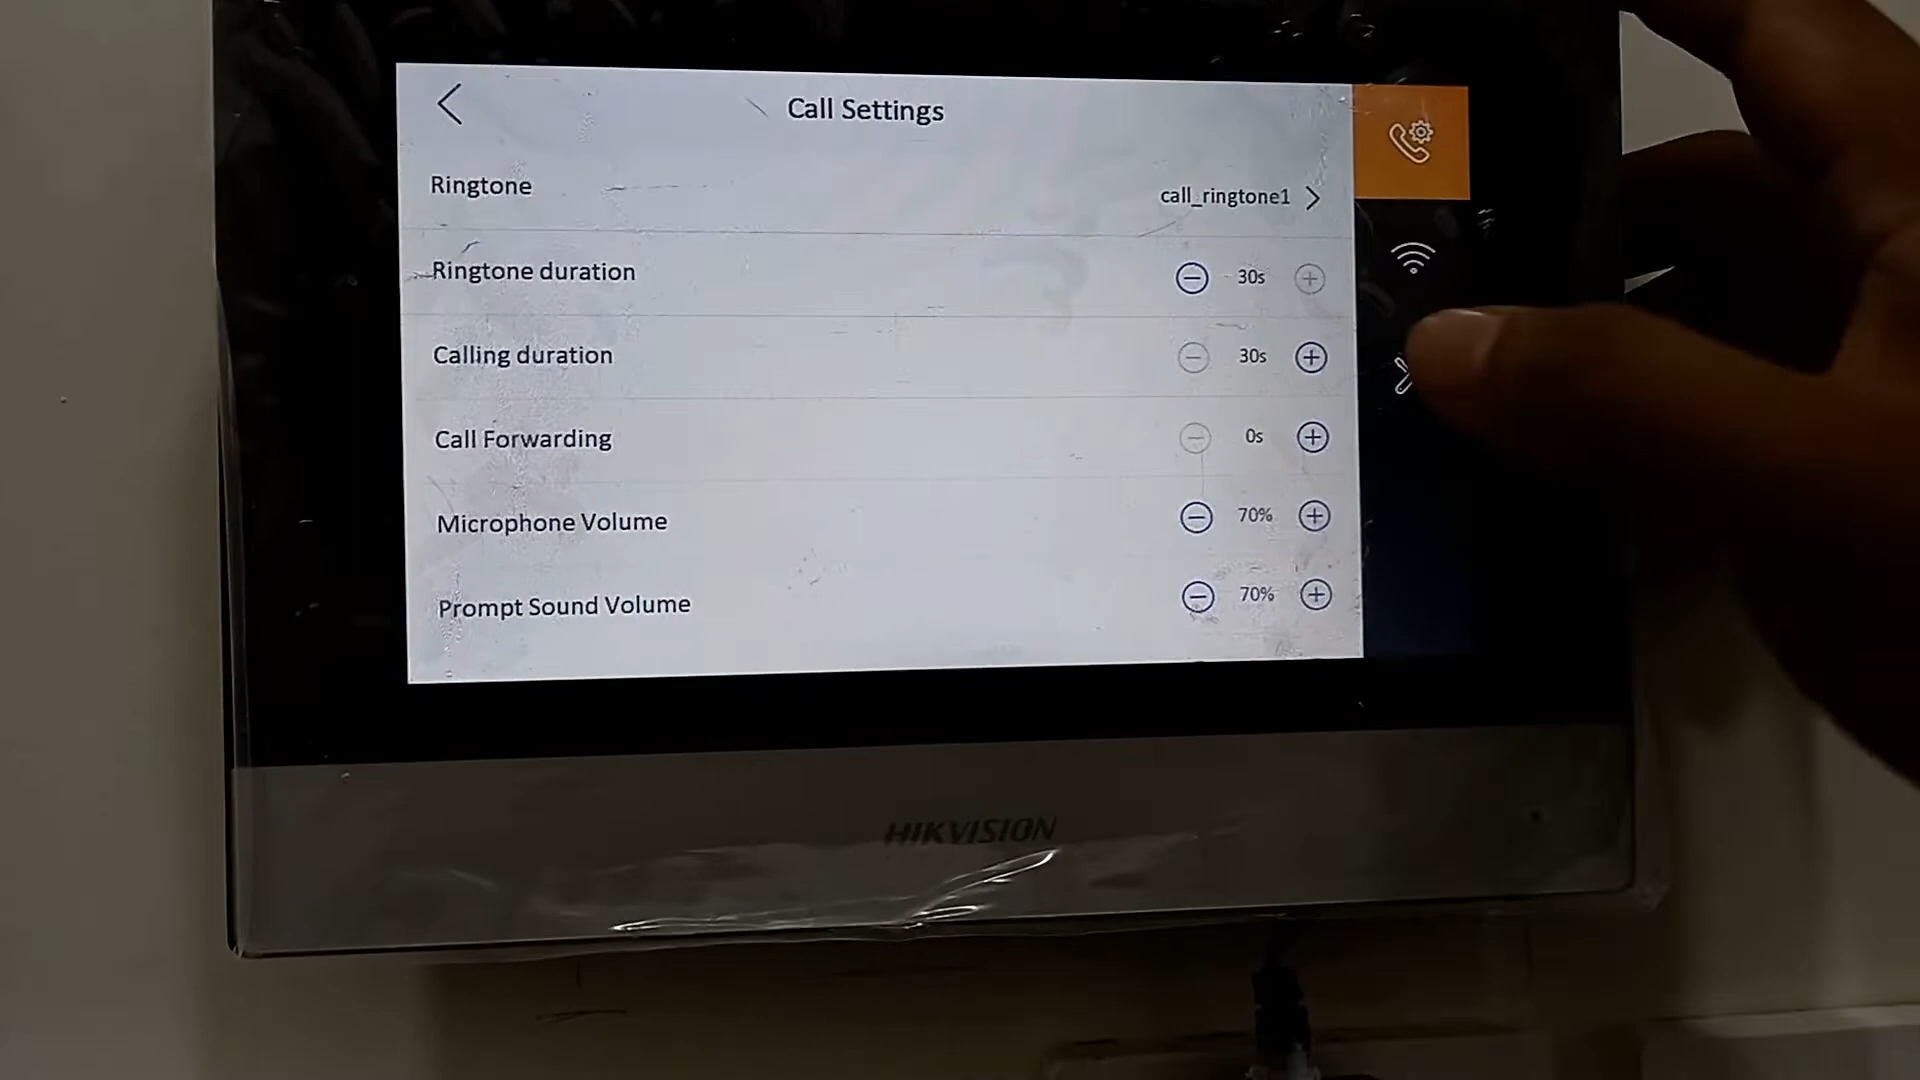 Call Settings
Ringtone call_ringtone1
Ringtone duration 30s
Calling duration 30s
Call Forwarding 0s
Microphone Volume 70%
Prompt Sound Volume 70%
HIKVISION